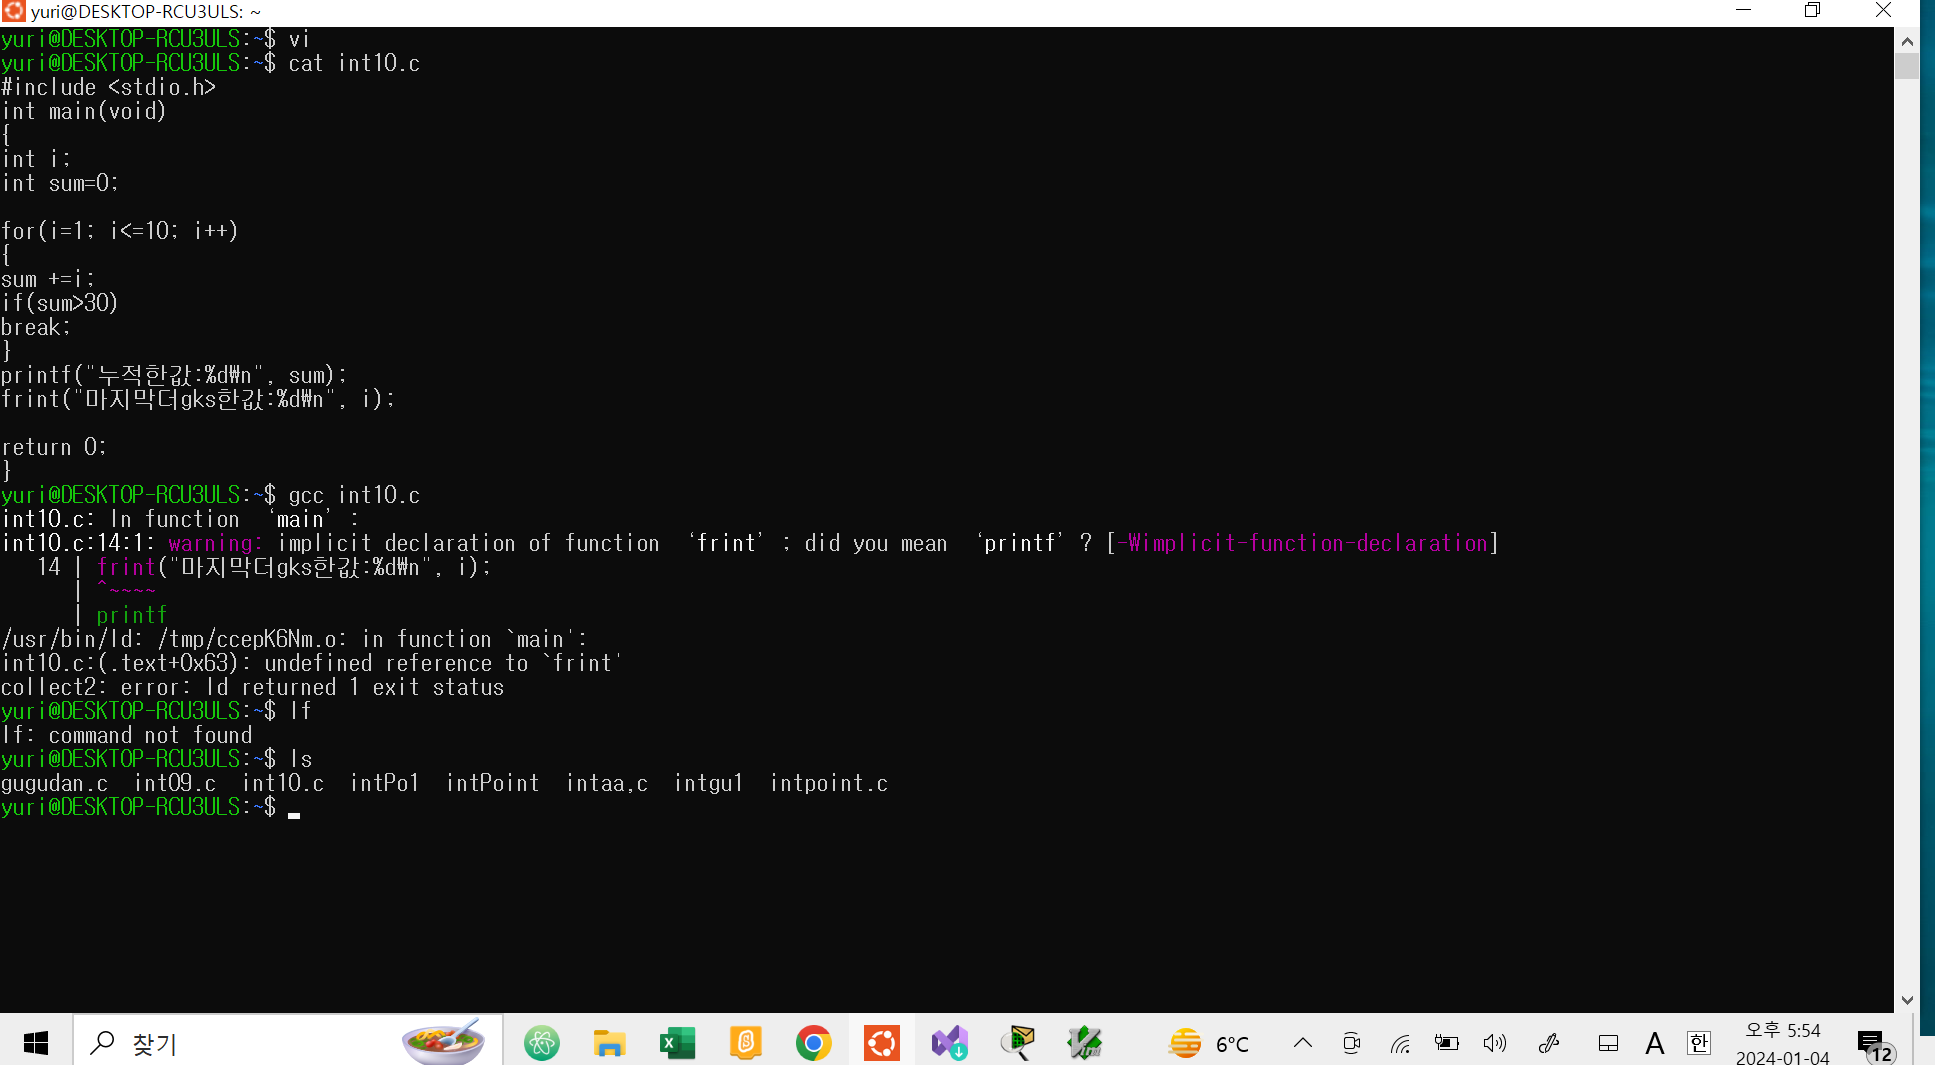 yuri@DESKTOP-RCU3ULS: ~
yuri@DESKTOP-RCU3ULS:~$ vi
yuri@DESKTOP-RCU3ULS:~$ cat int10.c
#include <stdio.h>
int main(void)
{
int i;
int sum=0;
for(i=1; i<=10; i++)
{
sum +=i;
if(sum>30)
break;
}
printf("누적한값:%d₩n", sum);
frint("마지막더gks한값:%d₩n", i);
return 0;
}
yuri@DESKTOP-RCU3ULS:~$ gcc int10.c
int10.c: In function ‘main’:
int10.c:14:1: warning: implicit declaration of function ‘frint’; did you mean ‘printf’? [-Wimplicit-function-declaration]
14 | frint("마지막더gks한값:%d₩n", i);
| ^~~~~
| printf
/usr/bin/ld: /tmp/ccepK6Nm.o: in function `main':
int10.c:(.text+0x63): undefined reference to `frint'
collect2: error: ld returned 1 exit status
yuri@DESKTOP-RCU3ULS:~$ lf
lf: command not found
yuri@DESKTOP-RCU3ULS:~$ ls
gugudan.c int09.c int10.c intPo1 intPoint intaa,c intgu1 intpoint.c
yuri@DESKTOP-RCU3ULS:~$
찾기
6°C
A
한
오후 5:54
2024-01-04
12